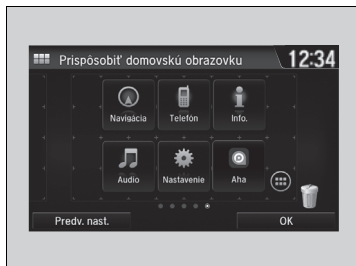 Prispôsobiť domovskú obrazovku 12:34
Navigácia Telefón Info.
Audio Nastavenie Aha
Predv. nast. OK